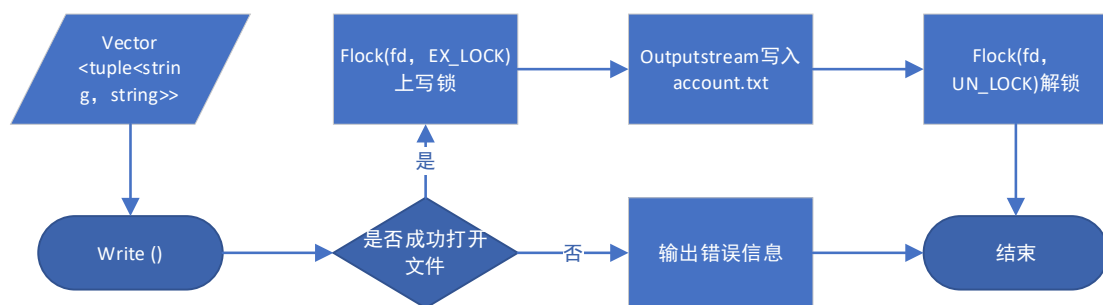 Vector
<tuple<strin
g，string>>
Flock(fd，EX_LOCK)
上写锁
Outputstream写入
account.txt
Flock(fd，
UN_LOCK)解锁
是
Write ()
是否成功打开
文件
否
输出错误信息
结束